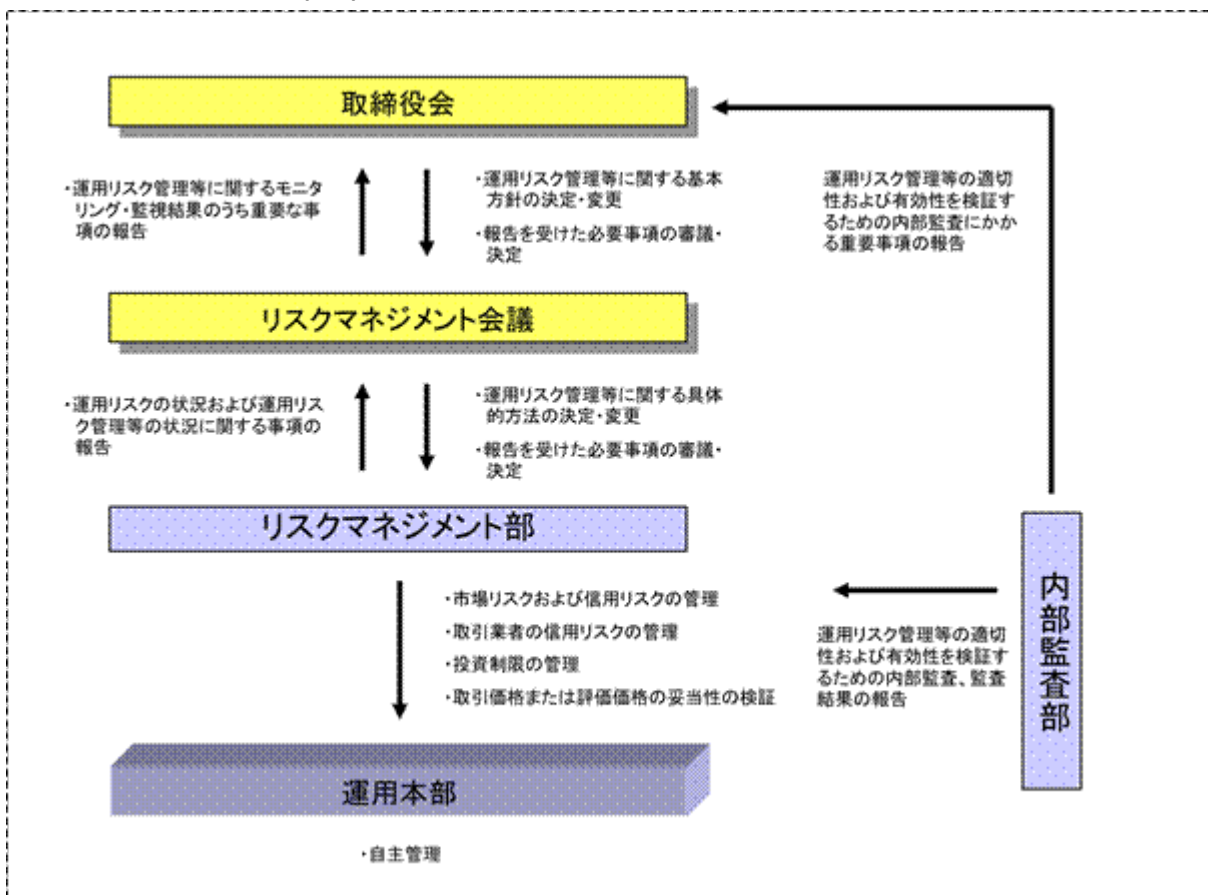 取締役会
・運用リスク管理等に関するモニ
タリング・監視結果のうち重要な事
項の報告
・運用リスク管理等に関する基本
方針の決定・変更
・報告を受けた必要事項の審議・
決定
運用リスク管理等の適切
性および有効性を検証す
るための内部監査にかか
る重要事項の報告
リスクマネジメント会議
・運用リスクの状況および運用リス
ク管理等の状況に関する事項の
報告
・運用リスク管理等に関する具体
的方法の決定・変更
・報告を受けた必要事項の審議・
決定
リスクマネジメント部
・市場リスクおよび信用リスクの管理
・取引業者の信用リスクの管理
・投資制限の管理
・取引価格または評価価格の妥当性の検証
運用リスク管理等の適切
性および有効性を検証す
るための内部監査、監査
結果の報告
内部監査部
運用本部
・自主管理